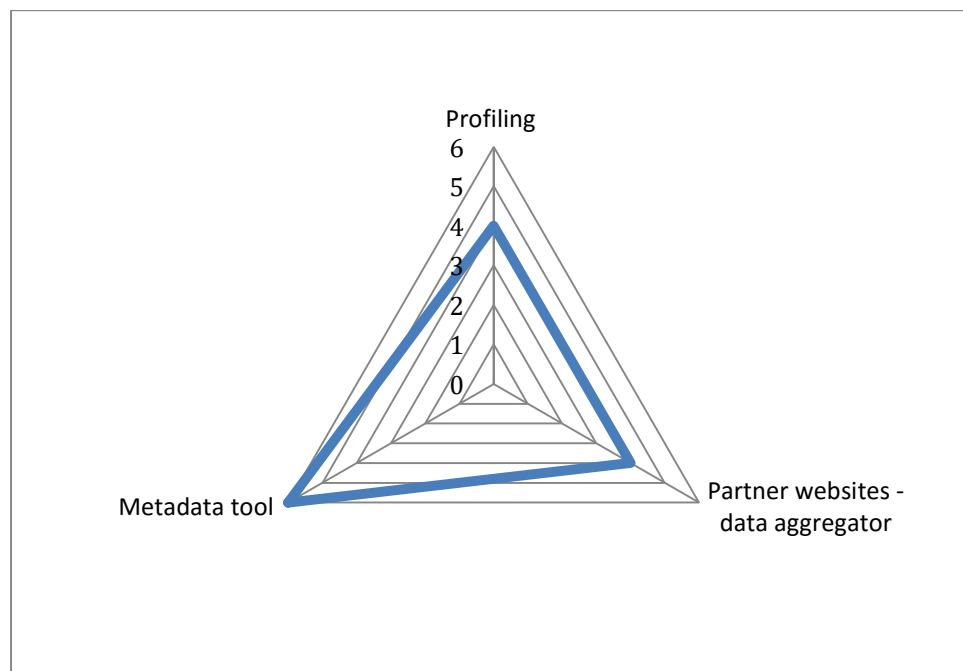 Profiling
6
5
4
3
2
1
0
Metadata tool
Partner websites -
data aggregator